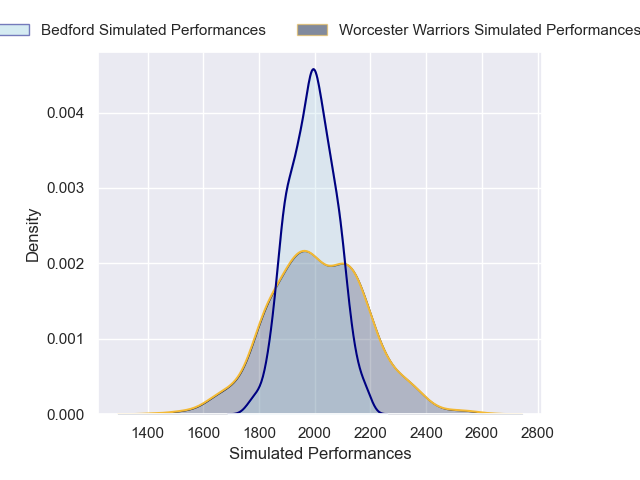 Bedford Simulated Performances
Worcester Warriors Simulated Performances
0.004
0.003
0.002
0.001
0.000
Density
1400 1600 1800 2000 2200 2400 2600 2800
Simulated Performances